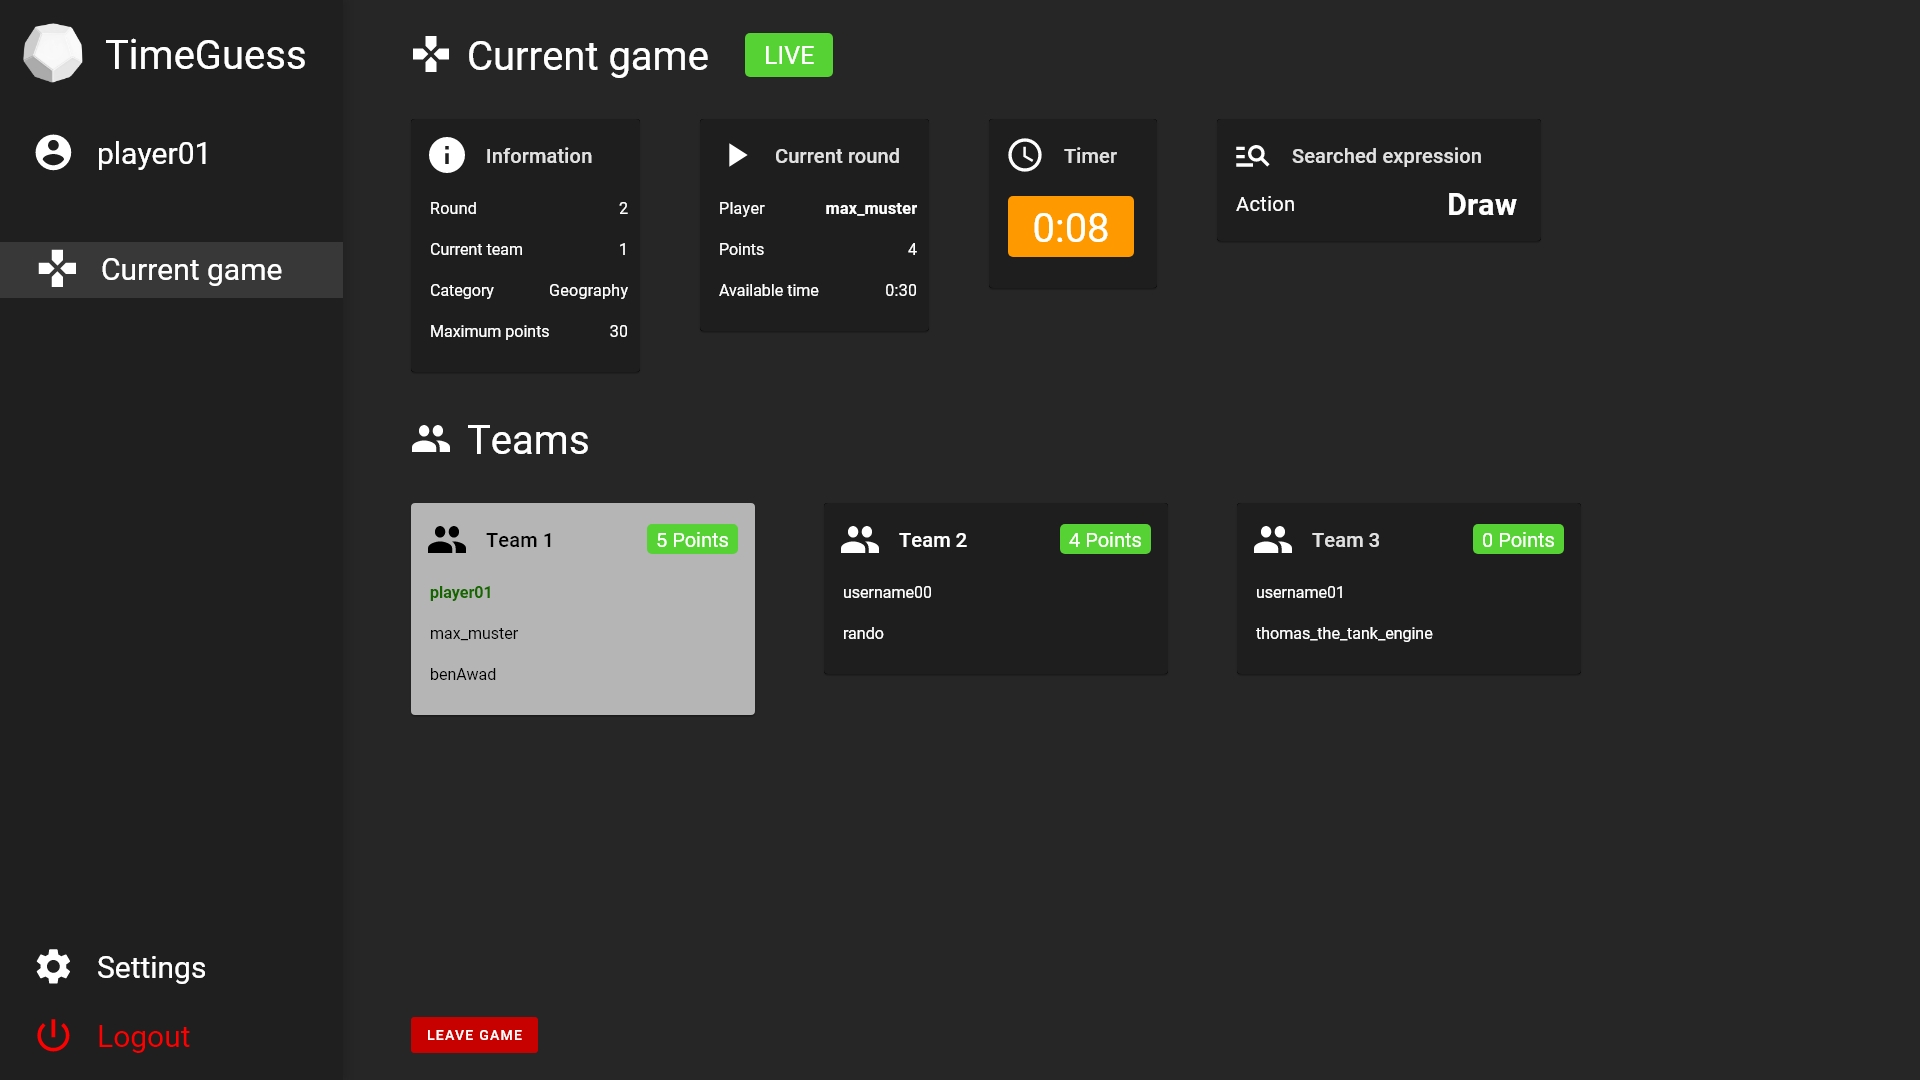 TimeGuess
player01
Current game
Settings
Logout
Current game LIVE
Information
Round 2
Current team 1
Category Geography
Maximum points 30
Current round
Player max_muster
Points 4
Available time 0:30
Timer
0:08
Searched expression
Action Draw
Teams
Team 1 5 Points
player01
max_muster
benAwad
Team 2 4 Points
username00
rando
Team 3 0 Points
username01
thomas_the_tank_engine
LEAVE GAME